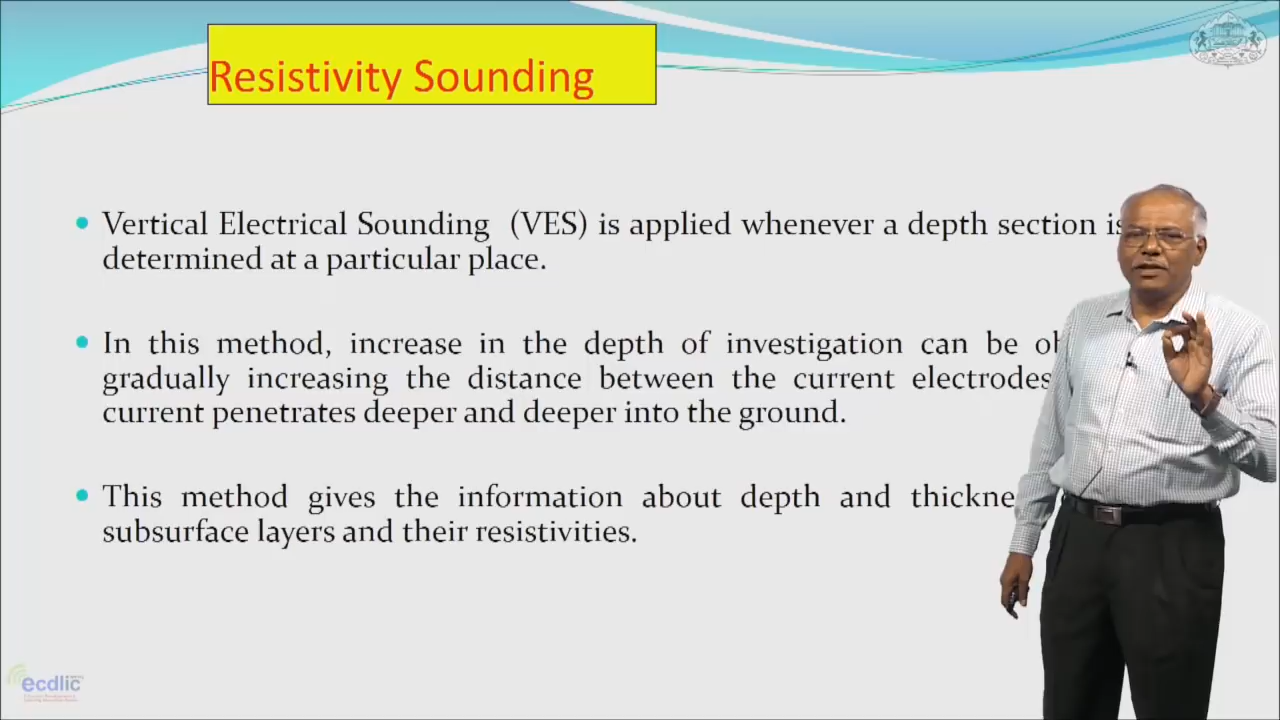 Resistivity Sounding
Vertical Electrical Sounding (VES) is applied whenever a depth section is
determined at a particular place.
In this method, increase in the depth of investigation can be
gradually increasing the distance between the current electrodes
current penetrates deeper and deeper into the ground.
This method gives the information about depth and
subsurface layers and their resistivities.
ecdlic